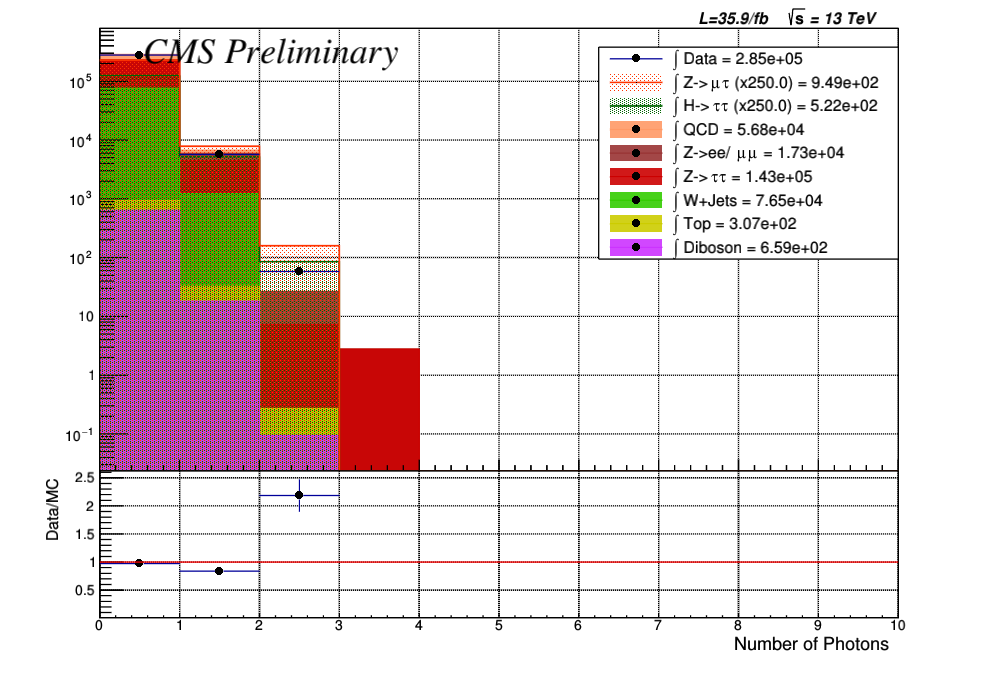 L=35.9/fb √s = 13 TeV
CMS Preliminary
∫ Data = 2.85e+05
∫ Z-> μτ (x250.0) = 9.49e+02
∫ H-> ττ (x250.0) = 5.22e+02
∫ QCD = 5.68e+04
∫ Z->ee/ μμ = 1.73e+04
∫ Z-> ττ = 1.43e+05
∫ W+Jets = 7.65e+04
∫ Top = 3.07e+02
∫ Diboson = 6.59e+02
10⁵
10⁴
10³
10²
10
1
10⁻¹
2.5
2
1.5
1
0.5
Data/MC
0 1 2 3 4 5 6 7 8 9 10
Number of Photons